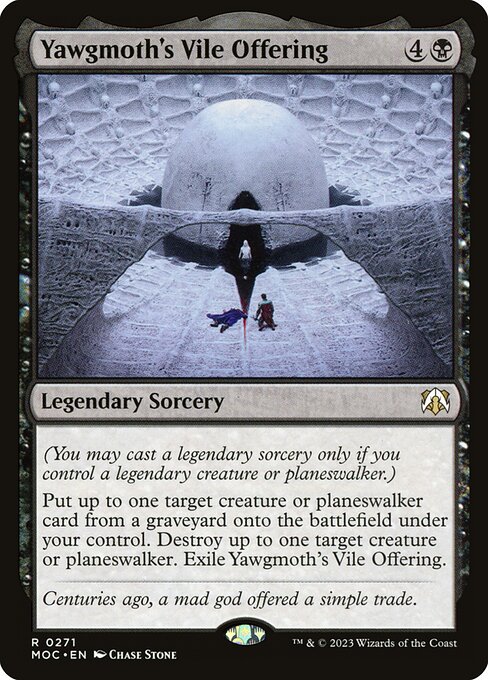 Yawgmoth's Vile Offering 4
Legendary Sorcery
(You may cast a legendary sorcery only if you
control a legendary creature or planeswalker.)
Put up to one target creature or planeswalker
card from a graveyard onto the battlefield under
your control. Destroy up to one target creature
or planeswalker. Exile Yawgmoth's Vile Offering.
Centuries ago, a mad god offered a simple trade.
R 0271
MOC • EN Chase Stone
™ & © 2023 Wizards of the Coast